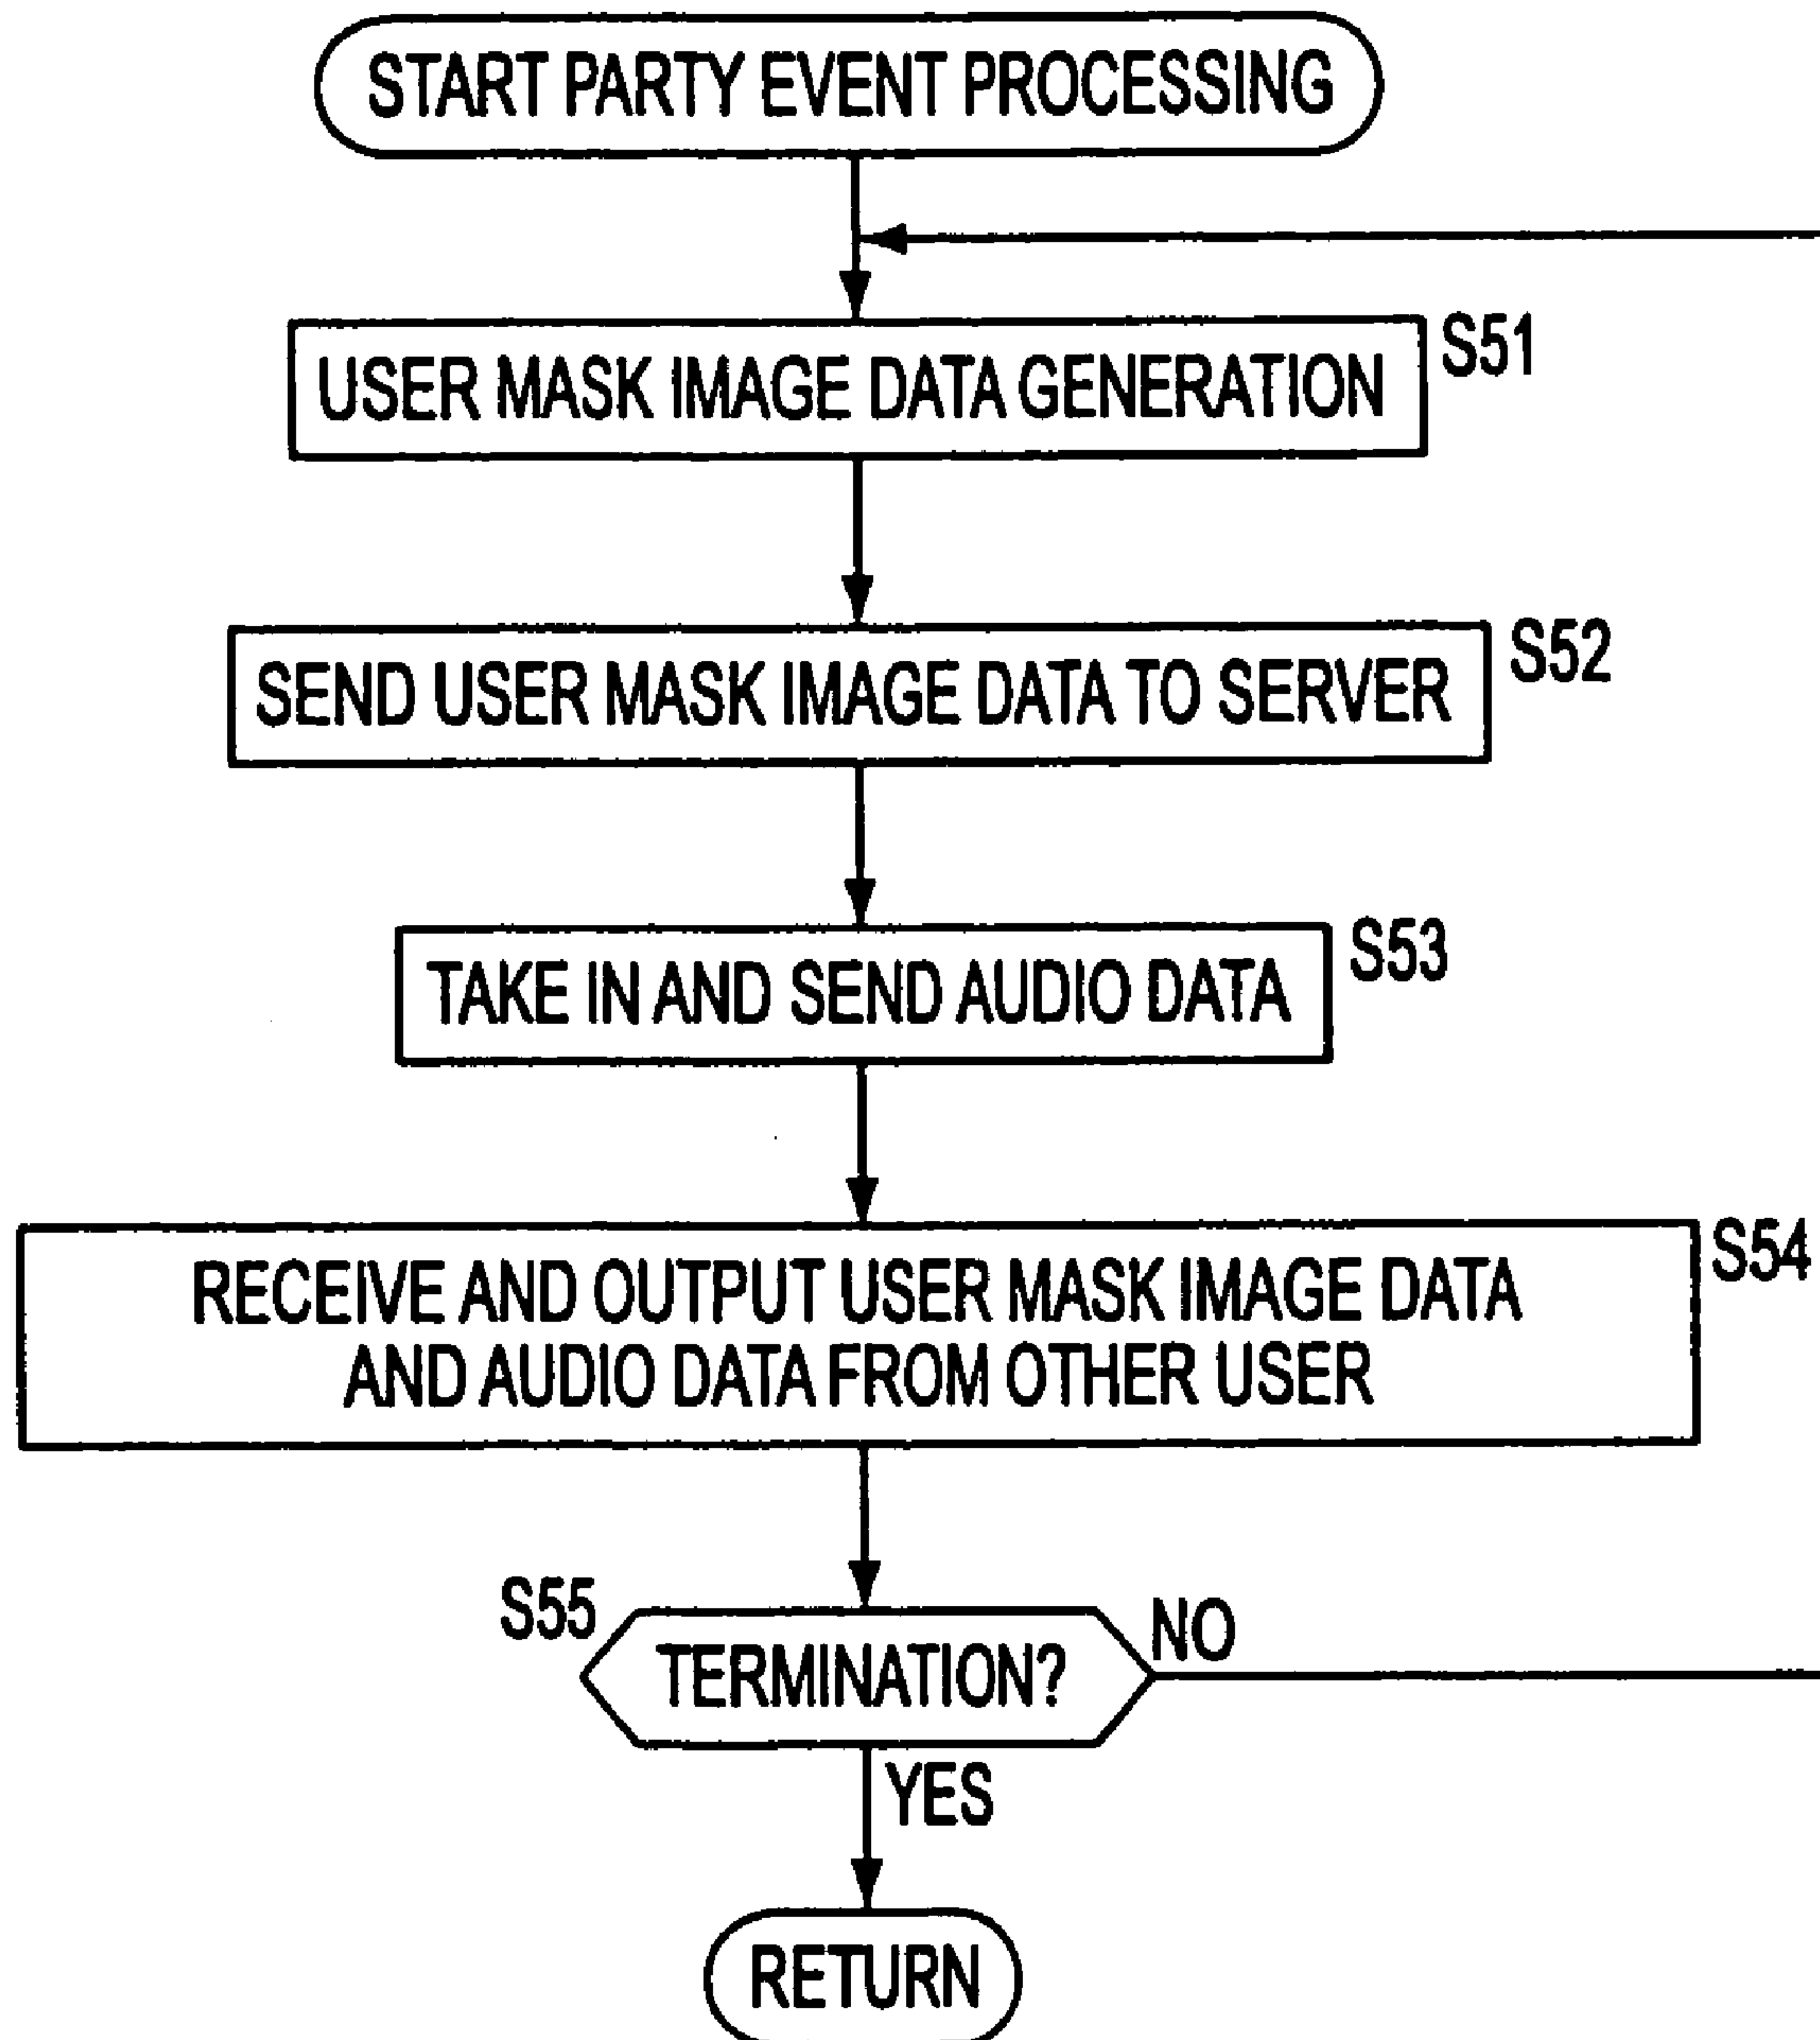 START PARTY EVENT PROCESSING
USER MASK IMAGE DATA GENERATION
S51
SEND USER MASK IMAGE DATA TO SERVER
S52
TAKE IN AND SEND AUDIO DATA
S53
RECEIVE AND OUTPUT USER MASK IMAGE DATA
AND AUDIO DATA FROM OTHER USER
S54
S55
TERMINATION?
NO
YES
RETURN